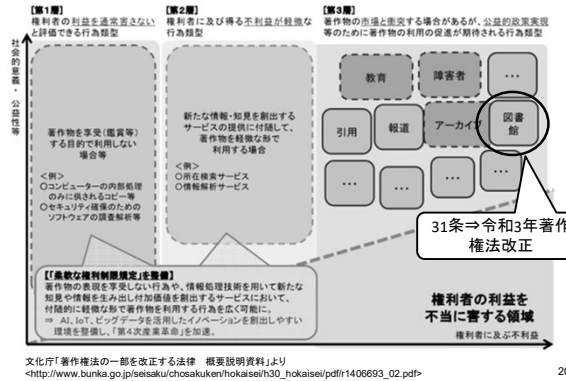 【第1層】
権利者の利益を通常害さない
と評価できる行為類型
【第2層】
権利者に及び得る不利益が軽微な
行為類型
【第3層】
著作物の市場と衝突する場合があるが、公益的政策実現
等のために著作物の利用の促進が期待される行為類型
社会的意義・公益性等
著作物を享受(鑑賞等)
する目的で利用しない
場合等
<例>
○コンピューターの内部処理
のみに供されるコピー等
○セキュリティ確保のための
ソフトウェアの調査解析等
新たな情報・知見を創出する
サービスの提供に付随して、
著作物を軽微な形で
利用する場合
<例>
○所在検索サービス
○情報解析サービス
教育
障害者
…
引用
報道
アーカイブ
図書
館
…
…
…
…
31条⇒令和3年著作
権法改正
【「柔軟な権利制限規定」を整備】
著作物の表現を享受しない行為や、情報処理技術を用いて新たな
知見や情報を生み出し付加価値を創出するサービスにおいて、
付随的に軽微な形で著作物を利用する行為を広く可能に。
⇒ AI、IoT、ビッグデータを活用したイノベーションを創出しやすい
環境を整備し、「第4次産業革命」を加速。
権利者の利益を
不当に害する領域
権利者に及ぶ不利益
文化庁「著作権法の一部を改正する法律 概要説明資料」より
<http://www.bunka.go.jp/seisaku/chosakuken/hokaisei/h30_hokaisei/pdf/r1406693_02.pdf>
20